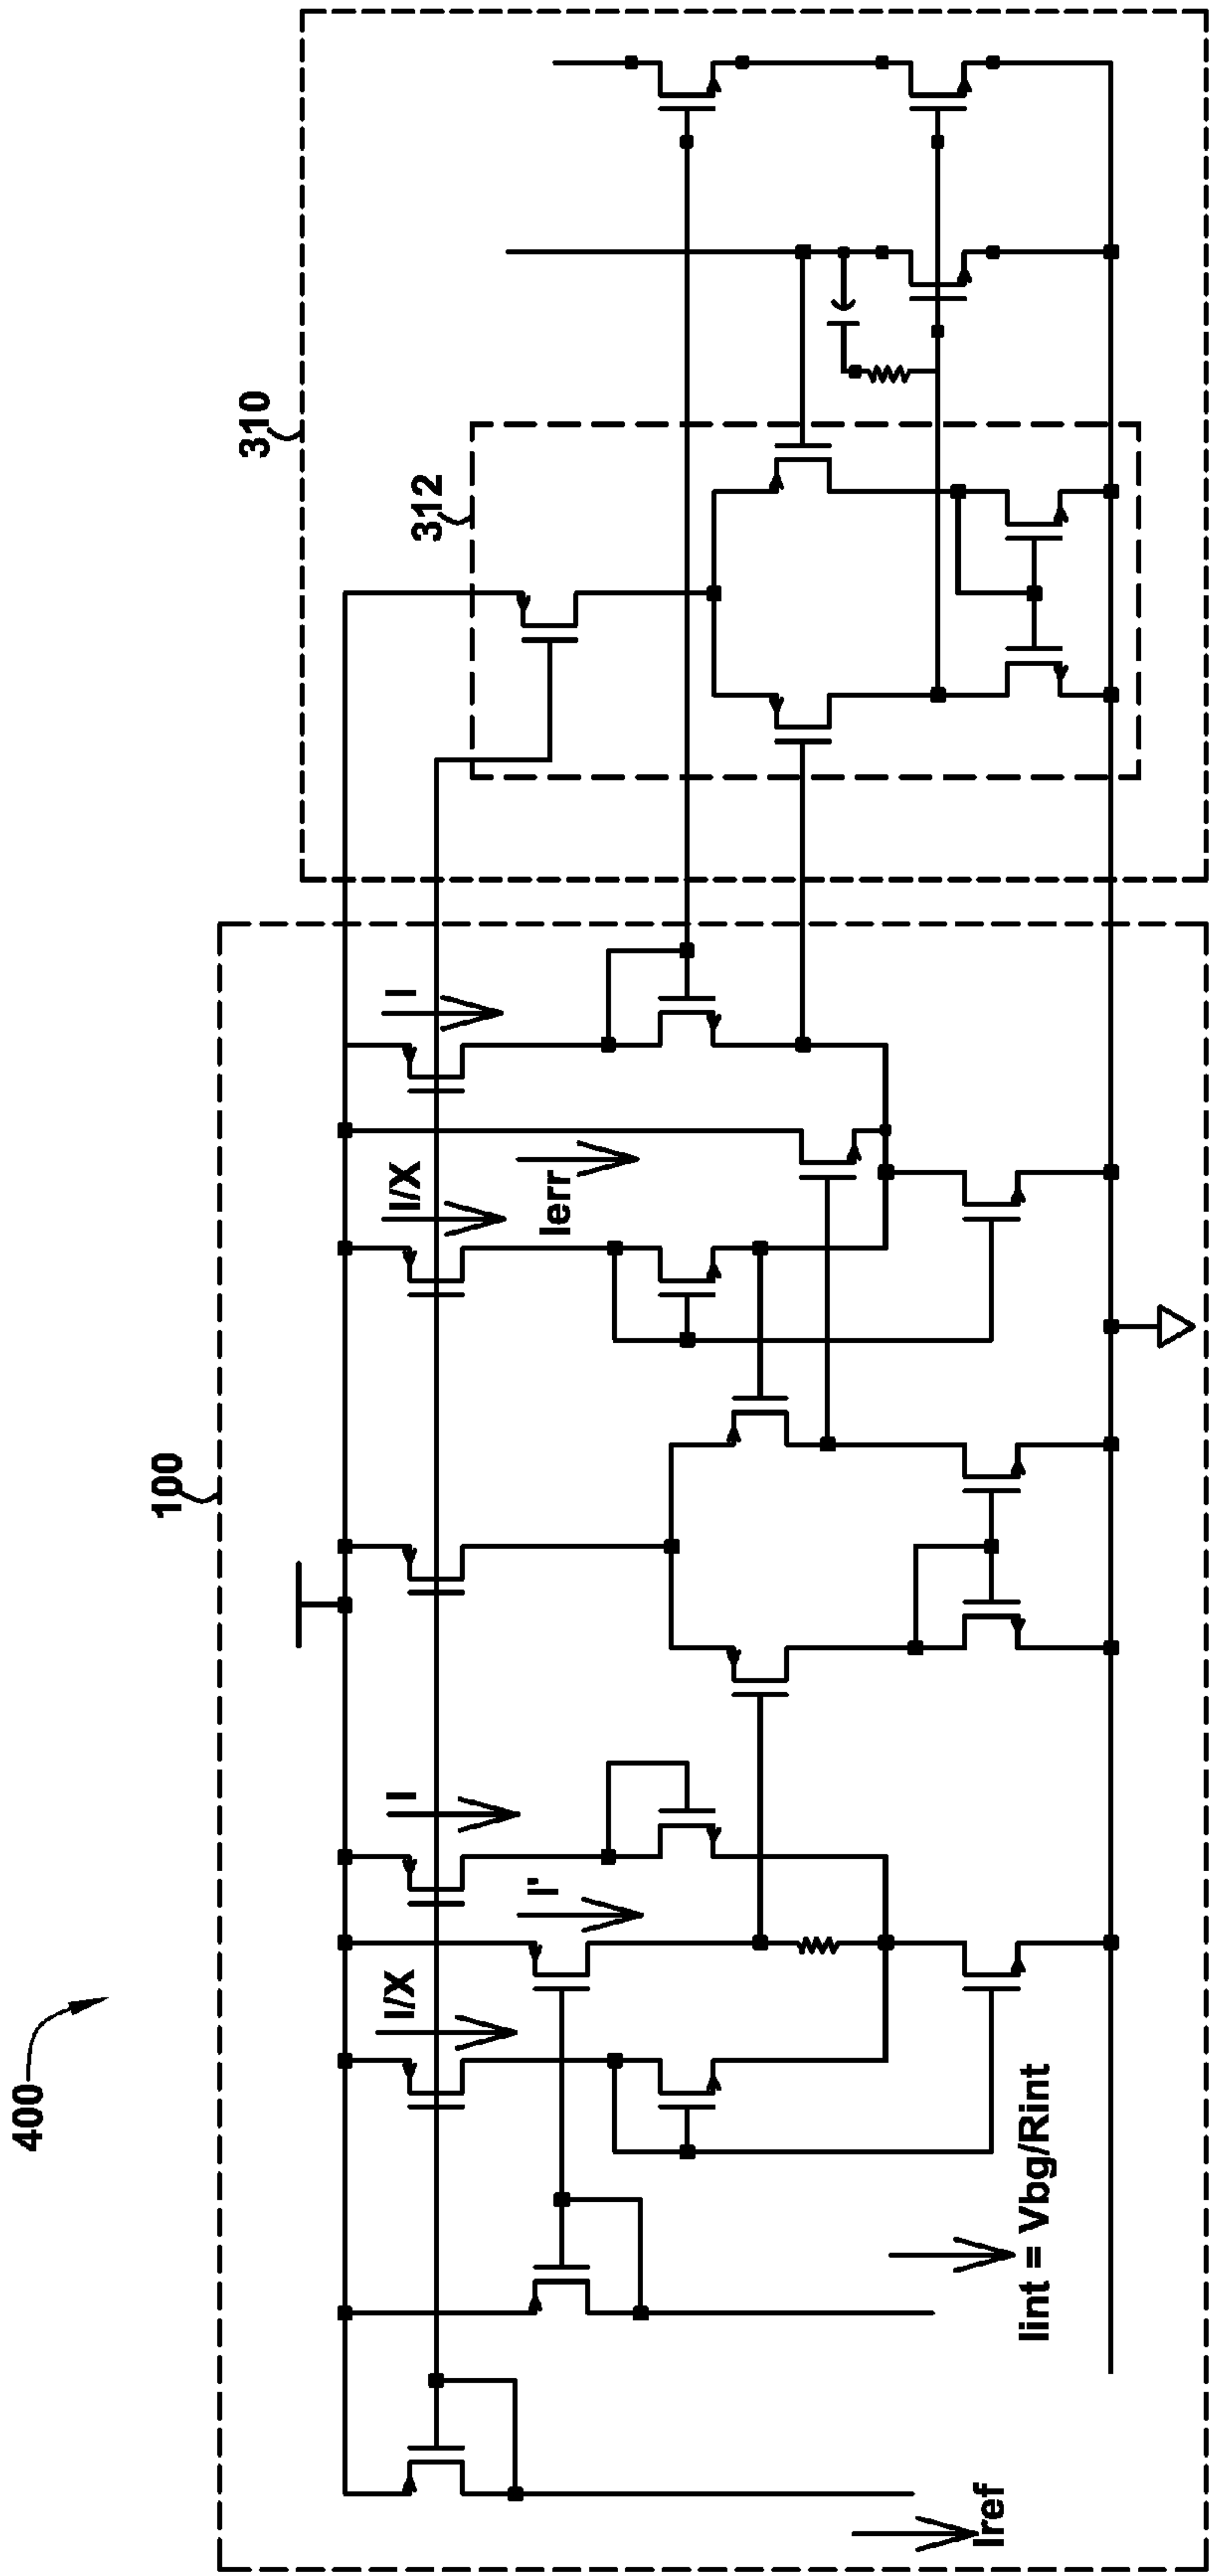 400
100
310
312
I/X
I'
I
I/X
Ierr
I
Iref
Iint = Vbg/Rint